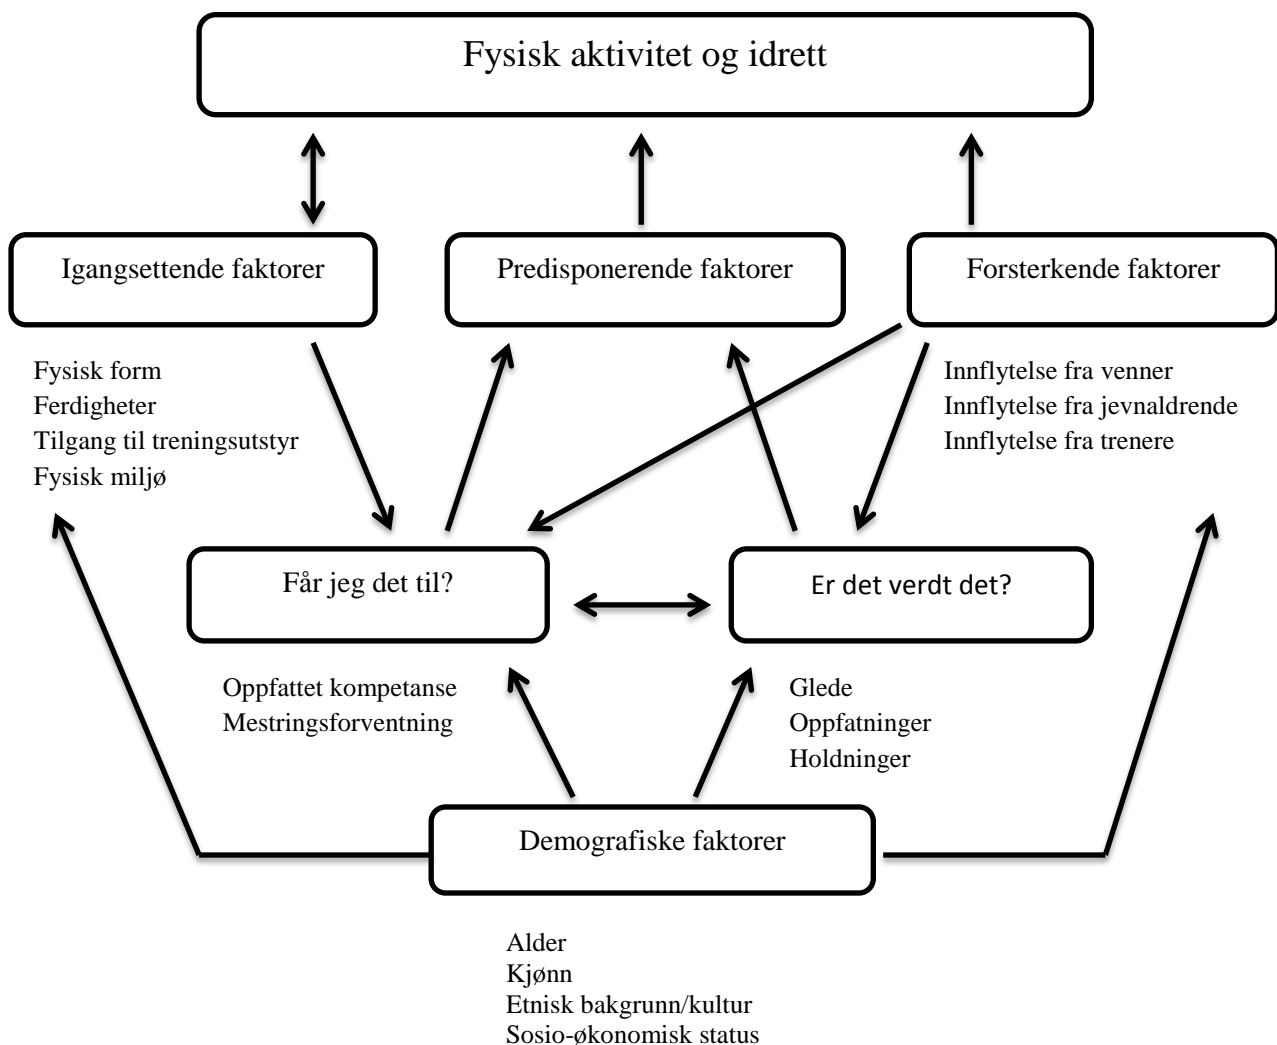 Fysisk aktivitet og idrett
Igangsettende faktorer
Predisponerende faktorer
Forsterkende faktorer
Fysisk form
Ferdigheter
Tilgang til treningsutstyr
Fysisk miljø
Innflytelse fra venner
Innflytelse fra jevnaldrende
Innflytelse fra trenere
Får jeg det til?
Er det verdt det?
Oppfattet kompetanse
Mestringsforventning
Glede
Oppfatninger
Holdninger
Demografiske faktorer
Alder
Kjønn
Etnisk bakgrunn/kultur
Sosio-økonomisk status